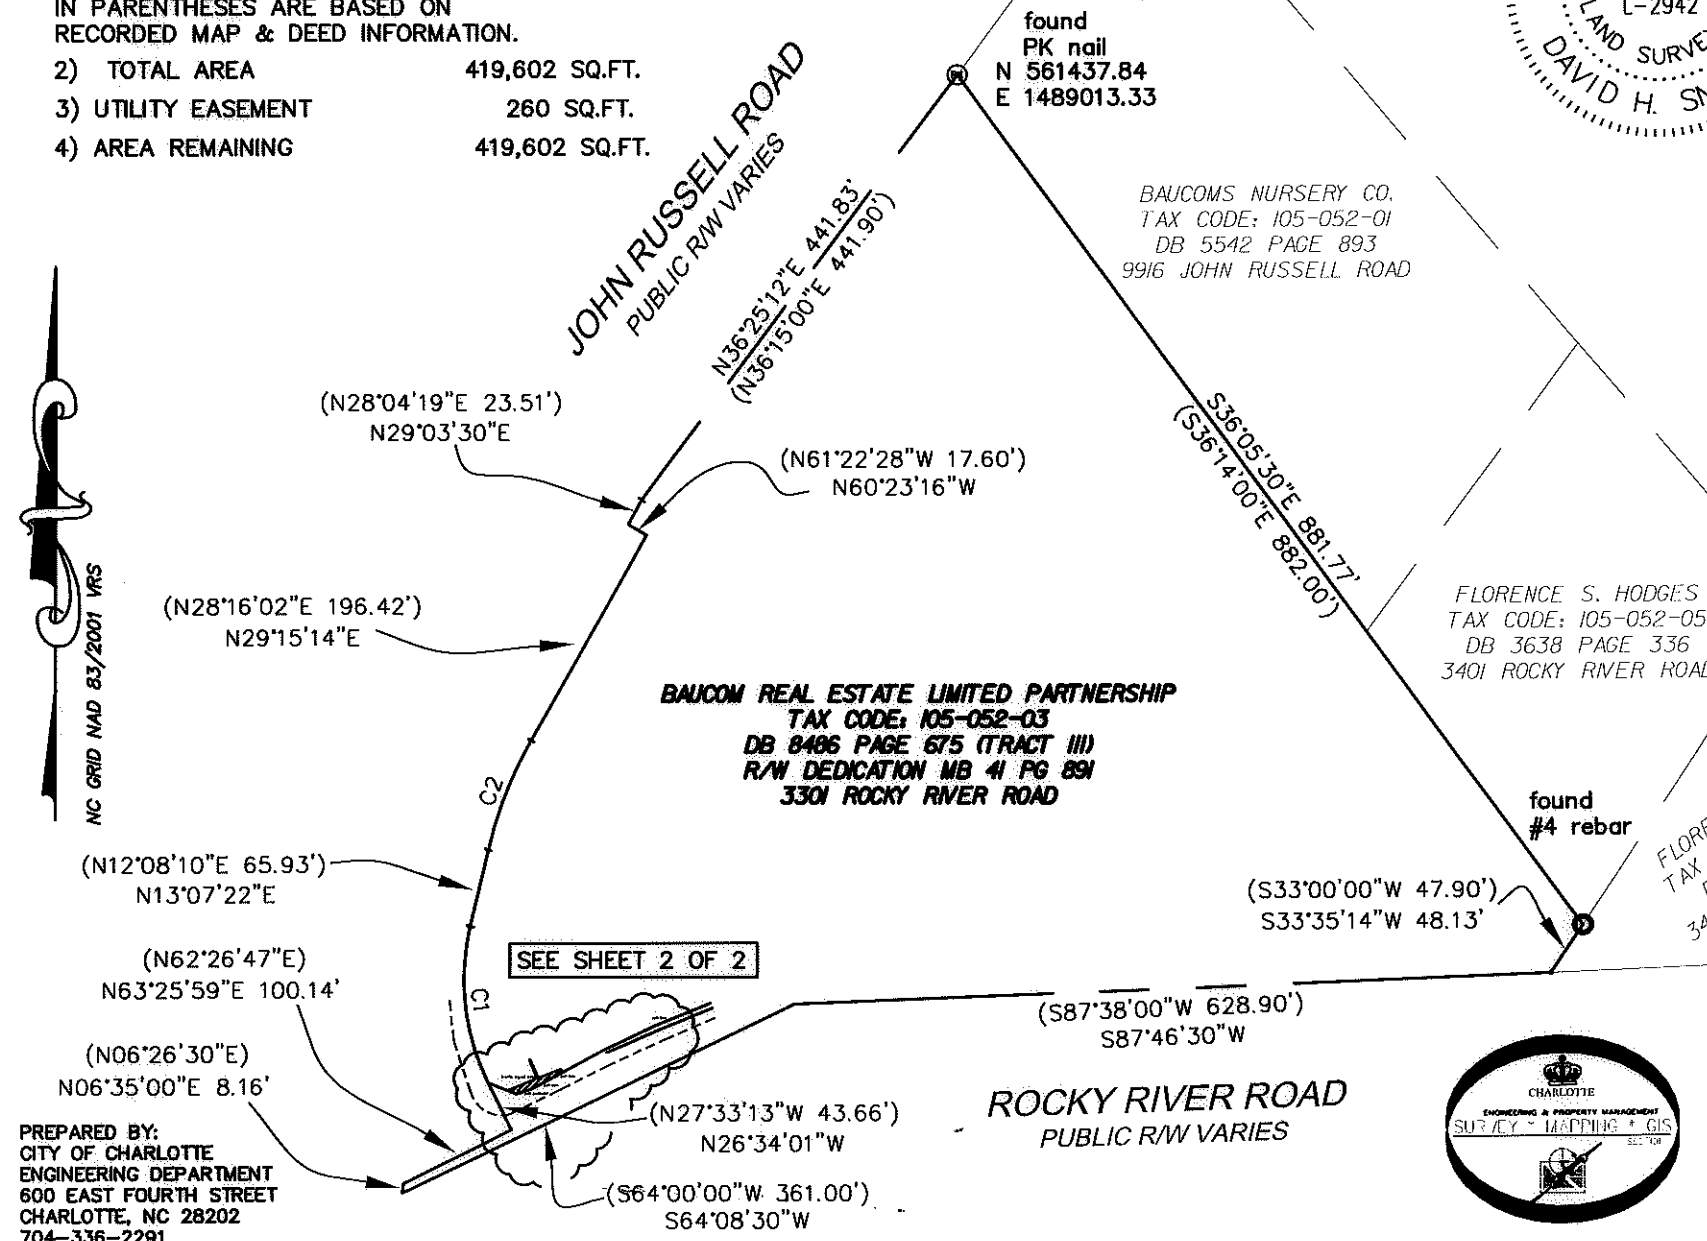 IN PARENTHESES ARE BASED ON
RECORDED MAP & DEED INFORMATION.
2) TOTAL AREA 419,602 SQ.FT.
3) UTILITY EASEMENT 260 SQ.FT.
4) AREA REMAINING 419,602 SQ.FT.
found
PK nail
N 561437.84
E 1489013.33
L-2942
LAND
DAVID H.
JOHN RUSSELL ROAD
PUBLIC R/W VARIES
N36°25'12"E 441.83'
(N36°15'00"E 441.90')
BAUCOMS NURSERY CO.
TAX CODE: 105-052-01
DB 5542 PAGE 893
9916 JOHN RUSSELL ROAD
(N28°04'19"E 23.51')
N29°03'30"E
(N61°22'28"W 17.60')
N60°23'16"W
S36°05'30"E 881.77'
(S36°14'00"E 882.00')
NC GRID NAD 83/2001 VRS
(N28°16'02"E 196.42')
N29°15'14"E
FLORENCE S. HODGES
TAX CODE: 105-052-05
DB 3638 PAGE 336
3401 ROCKY RIVER ROAD
BAUCOM REAL ESTATE LIMITED PARTNERSHIP
TAX CODE: 105-052-03
DB 8486 PAGE 675 (TRACT III)
R/W DEDICATION MB 41 PG 891
3301 ROCKY RIVER ROAD
C2
found
#4 rebar
TAX
(N12°08'10"E 65.93')
N13°07'22"E
(S33°00'00"W 47.90')
S33°35'14"W 48.13'
(N62°26'47"E)
N63°25'59"E 100.14'
SEE SHEET 2 OF 2
C1
(S87°38'00"W 628.90')
S87°46'30"W
(N06°26'30"E)
N06°35'00"E 8.16'
(N27°33'13"W 43.66')
N26°34'01"W
ROCKY RIVER ROAD
PUBLIC R/W VARIES
CHARLOTTE
ENGINEERING & PROPERTY MANAGEMENT
SURVEY * MAPPING * GIS
(S64°00'00"W 361.00')
S64°08'30"W
PREPARED BY:
CITY OF CHARLOTTE
ENGINEERING DEPARTMENT
600 EAST FOURTH STREET
CHARLOTTE, NC 28202
704-336-2291